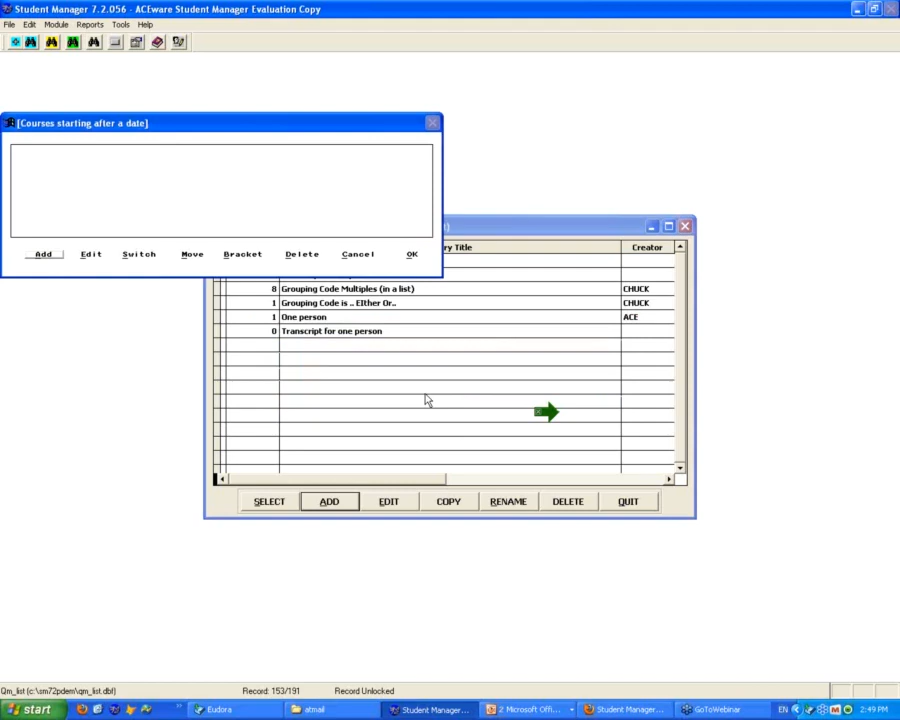 Student Manager 7.2.056 - ACEware Student Manager Evaluation Copy
File Edit Module Reports Tools Help
[Courses starting after a date]
Add Edit Switch Move Bracket Delete Cancel OK
ry Title Creator
8 Grouping Code Multiples (in a list) CHUCK
1 Grouping Code is .. EIther Or.. CHUCK
1 One person ACE
0 Transcript for one person
SELECT ADD EDIT COPY RENAME DELETE QUIT
Qm_list (c:\sm72pdem\qm_list.dbf) Record: 153/191 Record Unlocked
start Eudora atmail Student Manager... 2 Microsoft Offi... Student Manager... GoToWebinar EN 2:49 PM